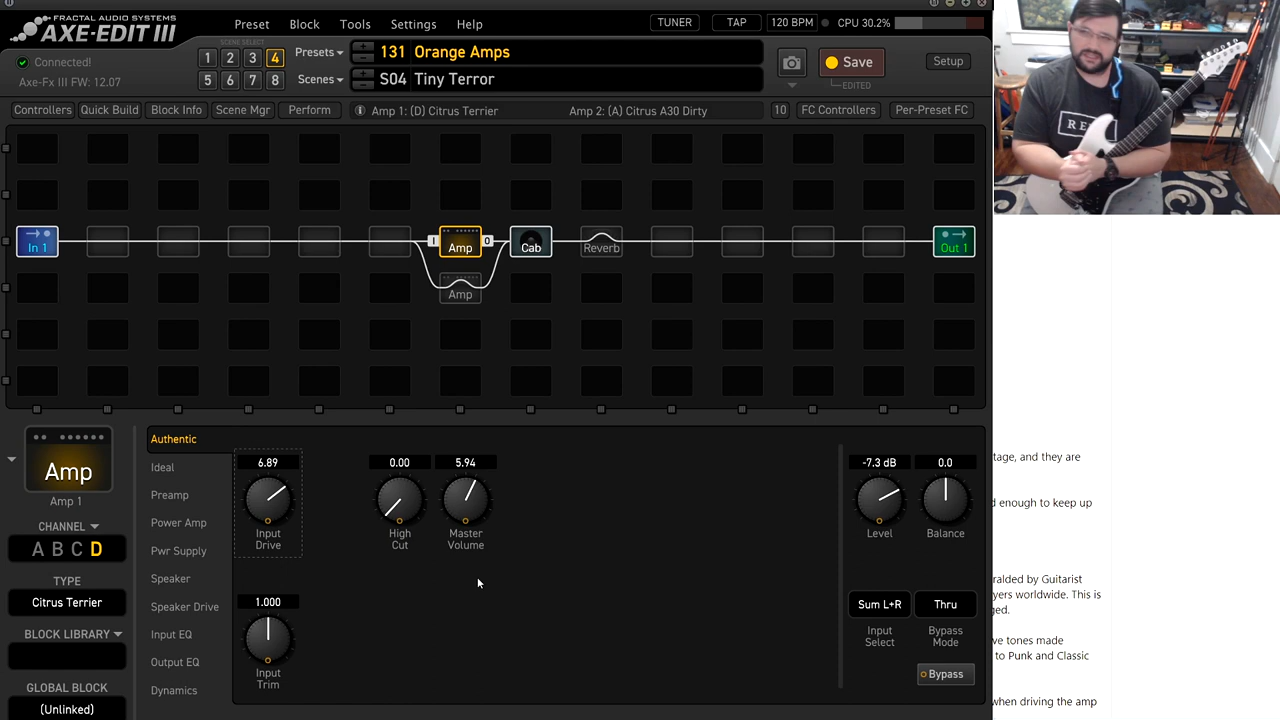 FRACTAL AUDIO SYSTEMS
AXE-EDIT III
Preset Block Tools Settings Help
TUNER TAP 120 BPM CPU 30.2%
Connected!
Axe-Fx III FW: 12.07
SCENE SELECT
1 2 3 4
5 6 7 8
Presets 131 Orange Amps
Scenes S04 Tiny Terror
Save
EDITED
Setup
Controllers Quick Build Block Info Scene Mgr Perform
Amp 1: (D) Citrus Terrier Amp 2: (A) Citrus A30 Dirty 10 FC Controllers Per-Preset FC
In 1 I Amp O Cab Reverb Out 1
Amp
Amp
Amp 1
CHANNEL
A B C D
TYPE
Citrus Terrier
BLOCK LIBRARY
GLOBAL BLOCK
(Unlinked)
Authentic
Ideal
Preamp
Power Amp
Pwr Supply
Speaker
Speaker Drive
Input EQ
Output EQ
Dynamics
6.89 0.00 5.94
Input Drive High Cut Master Volume
1.000
Input Trim
-7.3 dB 0.0
Level Balance
Sum L+R Thru
Input Select Bypass Mode
Bypass
tage, and they are
d enough to keep up
ralded by Guitarist
yers worldwide. This is
ged.
ve tones made
to Punk and Classic
when driving the amp